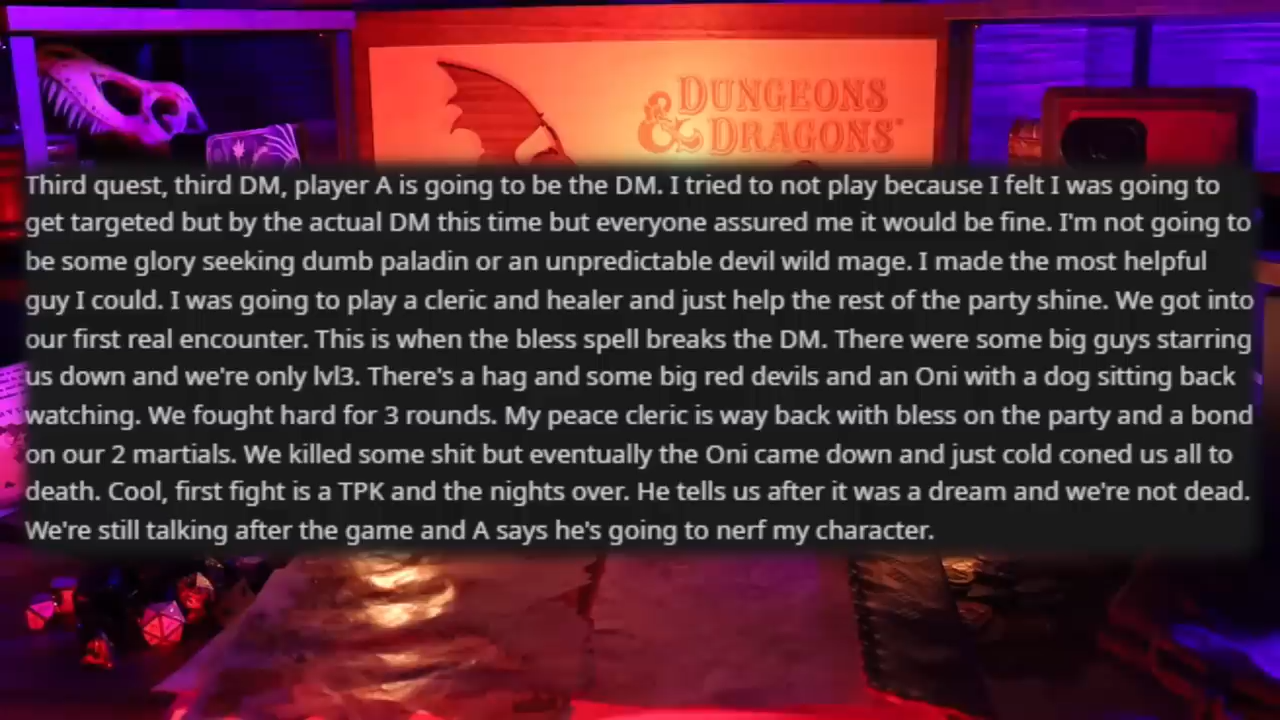 DUNGEONS
& DRAGONS
Third quest, third DM, player A is going to be the DM. I tried to not play because I felt I was going to
get targeted but by the actual DM this time but everyone assured me it would be fine. I'm not going to
be some glory seeking dumb paladin or an unpredictable devil wild mage. I made the most helpful
guy I could. I was going to play a cleric and healer and just help the rest of the party shine. We got into
our first real encounter. This is when the bless spell breaks the DM. There were some big guys starring
us down and we're only lvl3. There's a hag and some big red devils and an Oni with a dog sitting back
watching. We fought hard for 3 rounds. My peace cleric is way back with bless on the party and a bond
on our 2 martials. We killed some shit but eventually the Oni came down and just cold coned us all to
death. Cool, first fight is a TPK and the nights over. He tells us after it was a dream and we're not dead.
We're still talking after the game and A says he's going to nerf my character.